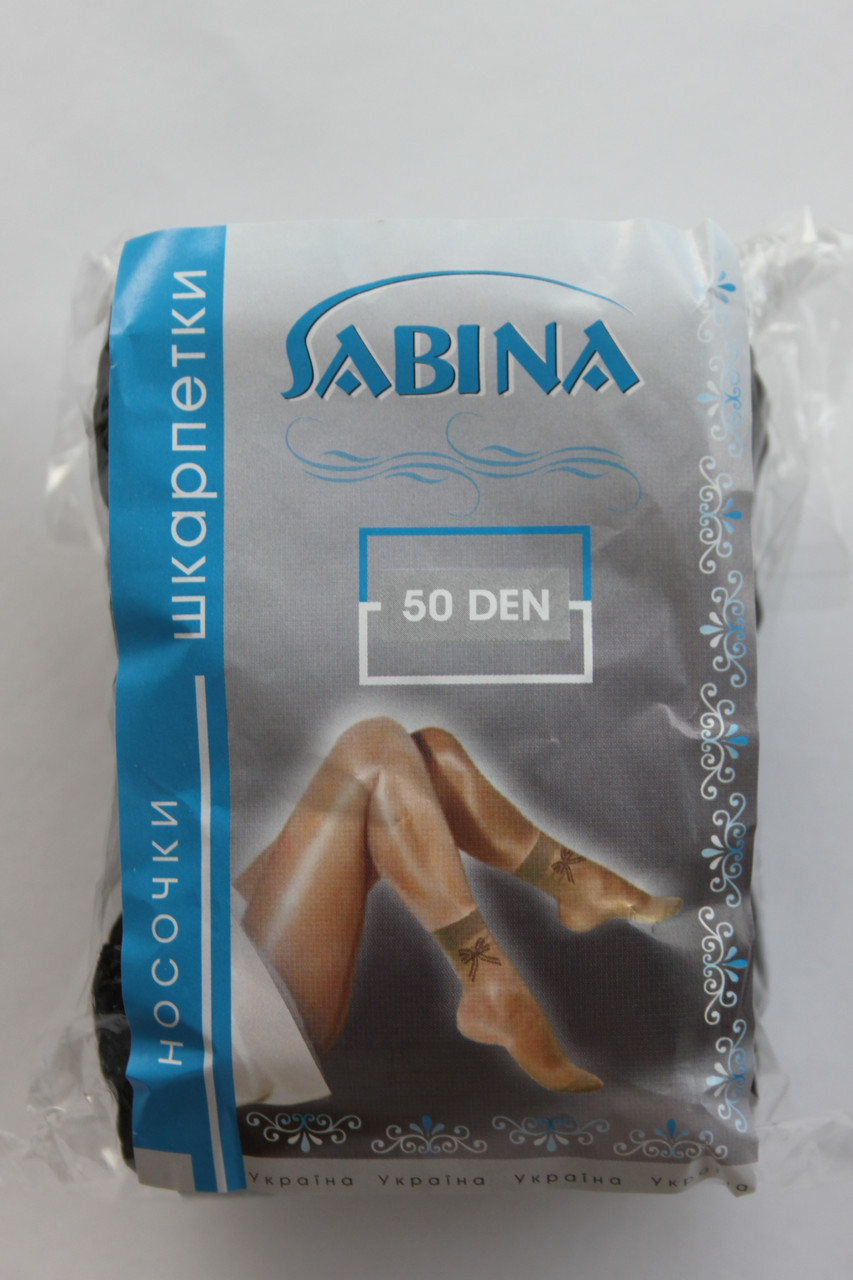 SABINA
50 DEN
шкарпетки
носочки
Україна Україна Україна